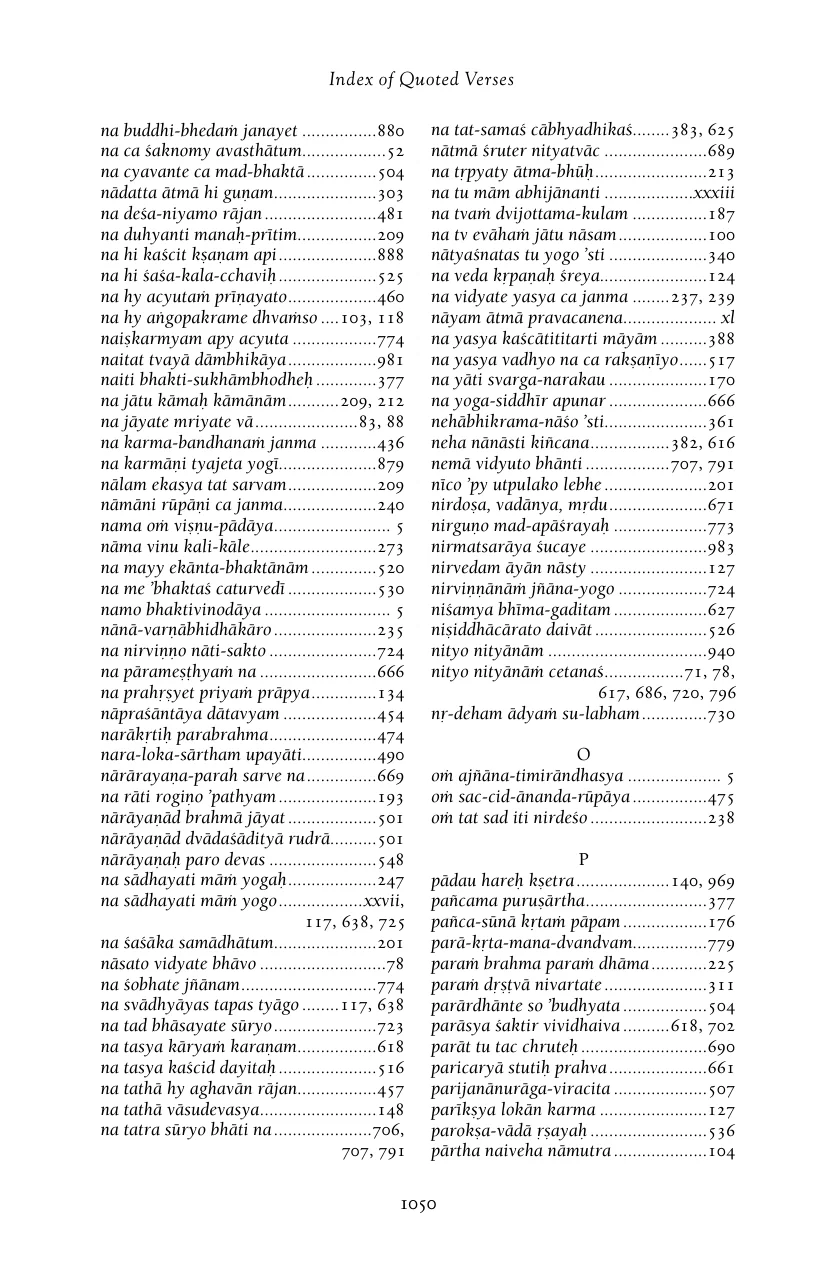 Index of Quoted Verses
na buddhi-bhedaṁ janayet ................880
na ca śaknomy avasthātum.................52
na cyavante ca mad-bhaktā..............504
nādatta ātmā hi guṇam....................303
na deśa-niyamo rājan......................481
na duhyanti manaḥ-prītim................209
na hi kaścit kṣaṇam api...................888
na hi śaśa-kala-cchaviḥ...................525
na hy acyutaṁ prīṇayato.................460
na hy aṅgopakrame dhvaṁso ....103, 118
naiṣkarmyam apy acyuta ................774
naitat tvayā dāmbhikāya.................981
naiti bhakti-sukhāmbhodheḥ ............377
na jātu kāmaḥ kāmānām..........209, 212
na jāyate mriyate vā....................83, 88
na karma-bandhanaṁ janma ...........436
na karmāṇi tyajeta yogī...................879
nālam ekasya tat sarvam.................209
nāmāni rūpāṇi ca janma..................240
nama oṁ viṣṇu-pādāya...................... 5
nāma vinu kali-kāle........................273
na mayy ekānta-bhaktānām.............520
na me ’bhaktaś caturvedī.................530
namo bhaktivinodāya ........................ 5
nānā-varṇābhidhākāro....................235
na nirviṇṇo nāti-sakto.....................724
na pārameṣṭhyam na ......................666
na prahṛṣyet priyaṁ prāpya.............134
nāpraśāntāya dātavyam ..................454
narākṛtiḥ parabrahma.....................474
nara-loka-sārtham upayāti...............490
nārārayaṇa-parah sarve na..............669
na rāti rogiṇo ’pathyam...................193
nārāyaṇād brahmā jāyat .................501
nārāyaṇād dvādaśādityā rudrā.........501
nārāyaṇaḥ paro devas .....................548
na sādhayati māṁ yogaḥ.................247
na sādhayati māṁ yogo................xxvii,
117, 638, 725
na śaśāka samādhātum....................201
nāsato vidyate bhāvo ........................78
na śobhate jñānam..........................774
na svādhyāyas tapas tyāgo........117, 638
na tad bhāsayate sūryo....................723
na tasya kāryaṁ karaṇam................618
na tasya kaścid dayitaḥ...................516
na tathā hy aghavān rājan...............457
na tathā vāsudevasya.......................148
na tatra sūryo bhāti na...................706,
707, 791
na tat-samaś cābhyadhikaś........383, 625
nātmā śruter nityatvāc ....................689
na tṛpyaty ātma-bhūḥ.....................213
na tu mām abhijānanti ..................xxxiii
na tvaṁ dvijottama-kulam ...............187
na tv evāhaṁ jātu nāsam.................100
nātyaśnatas tu yogo ’sti ...................340
na veda kṛpaṇaḥ śreya.....................124
na vidyate yasya ca janma ........237, 239
nāyam ātmā pravacanena.................. xl
na yasya kaścātititarti māyām..........388
na yasya vadhyo na ca rakṣaṇīyo......517
na yāti svarga-narakau ...................170
na yoga-siddhīr apunar ...................666
nehābhikrama-nāśo ’sti....................361
neha nānāsti kiñcana...............382, 616
nemā vidyuto bhānti.................707, 791
nīco ’py utpulako lebhe ....................201
nirdoṣa, vadānya, mṛdu...................671
nirguṇo mad-apāśrayaḥ ..................773
nirmatsarāya śucaye .......................983
nirvedam āyān nāsty .......................127
nirviṇṇānāṁ jñāna-yogo ..................724
niśamya bhīma-gaditam..................627
niṣiddhācārato daivāt......................526
nityo nityānām ...............................940
nityo nityānāṁ cetanaś................71, 78,
617, 686, 720, 796
nṛ-deham ādyaṁ su-labham.............730
O
oṁ ajñāna-timirāndhasya .................. 5
oṁ sac-cid-ānanda-rūpāya...............475
oṁ tat sad iti nirdeśo.......................238
P
pādau hareḥ kṣetra...................140, 969
pañcama puruṣārtha.......................377
pañca-sūnā kṛtaṁ pāpam................176
parā-kṛta-mana-dvandvam..............779
paraṁ brahma paraṁ dhāma...........225
paraṁ dṛṣṭvā nivartate ...................311
parārdhānte so ’budhyata ................504
parāsya śaktir vividhaiva..........618, 702
parāt tu tac chruteḥ ........................690
paricaryā stutiḥ prahva...................661
parijanānurāga-viracita ..................507
parīkṣya lokān karma .....................127
parokṣa-vādā ṛṣayaḥ.......................536
pārtha naiveha nāmutra..................104
1050